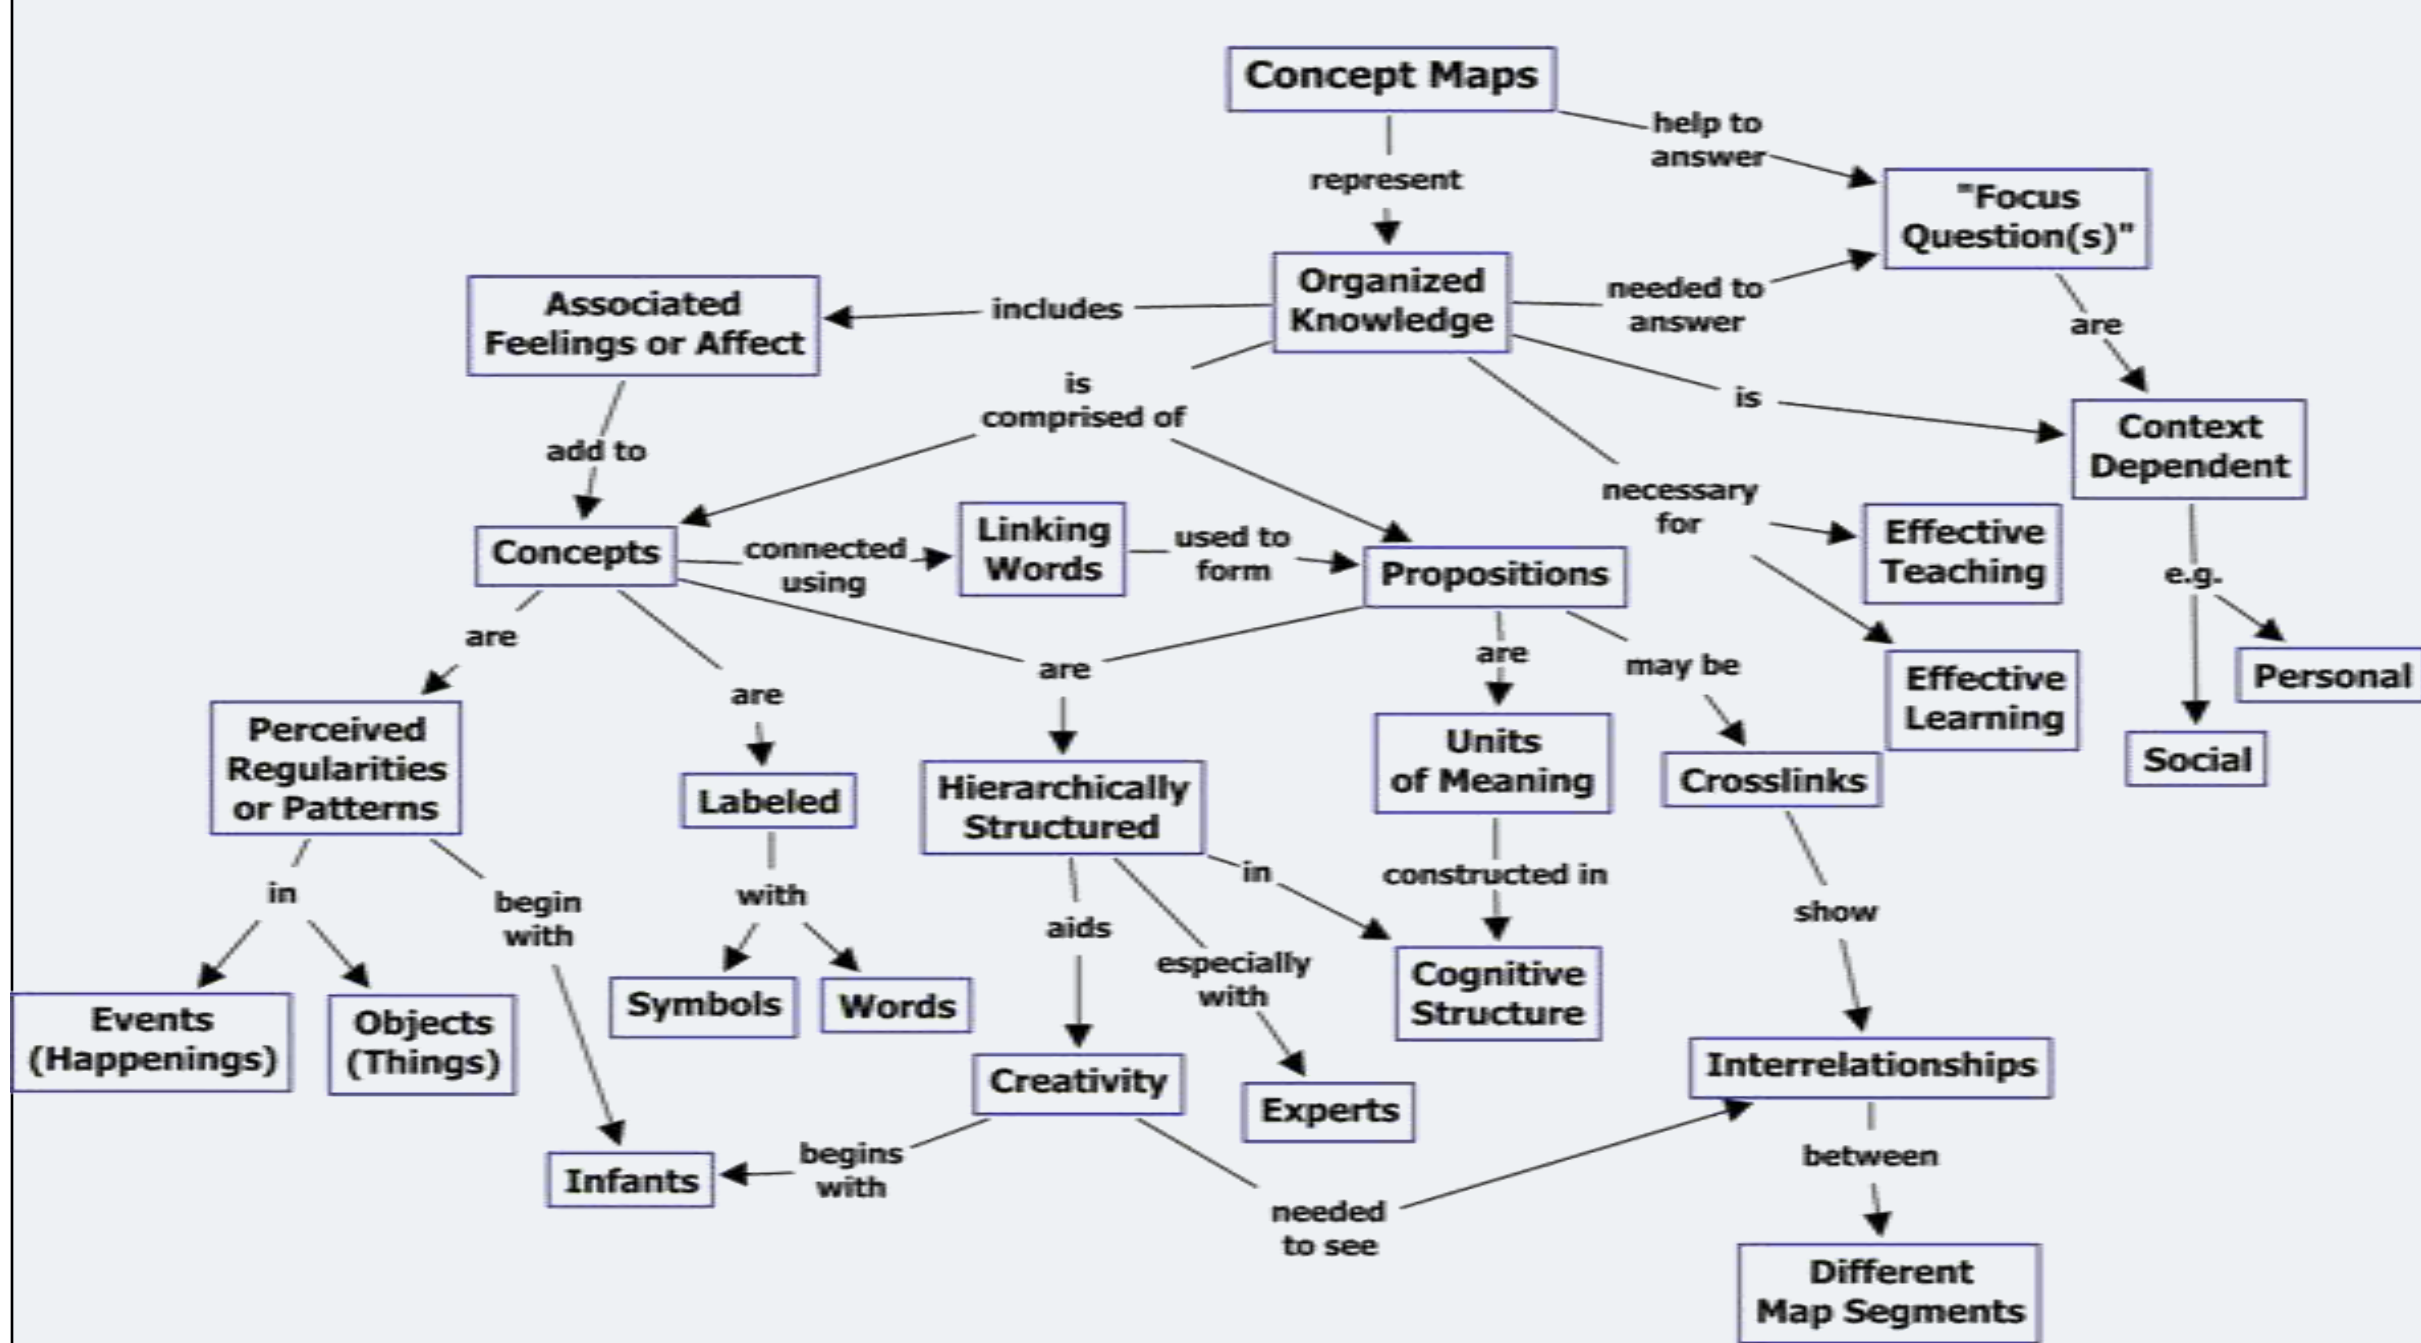 Concept Maps
help to
answer
represent
"Focus
Question(s)"
Organized
Knowledge
needed to
answer
includes
Associated
Feelings or Affect
are
is
comprised of
is
Context
Dependent
add to
necessary
for
Concepts
connected
using
Linking
Words
used to
form
Propositions
Effective
Teaching
e.g.
are
are
are
are
may be
Effective
Learning
Personal
Social
Perceived
Regularities
or Patterns
Labeled
Hierarchically
Structured
Units
of Meaning
Crosslinks
in
begin
with
with
aids
especially
with
in
constructed in
show
Events
(Happenings)
Objects
(Things)
Symbols
Words
Cognitive
Structure
Creativity
Experts
Interrelationships
Infants
begins
with
needed
to see
between
Different
Map Segments